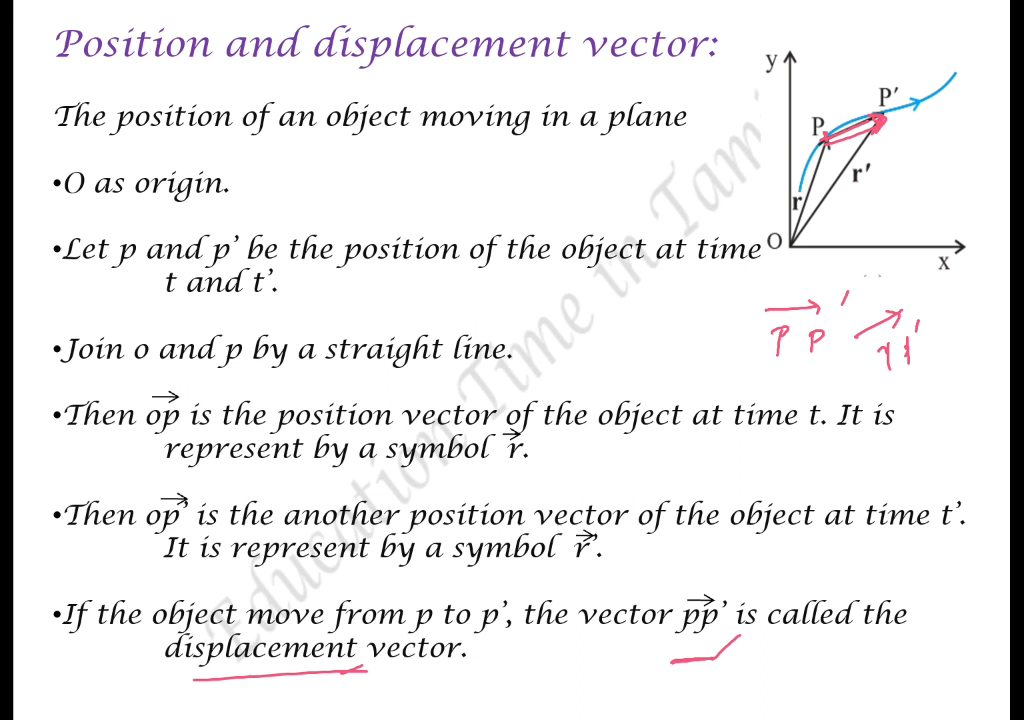 Position and displacement vector:
The position of an object moving in a plane
•O as origin.
•Let p and p’ be the position of the object at time
t and t’.
•Join o and p by a straight line.
•Then op is the position vector of the object at time t. It is
represent by a symbol r.
•Then op’ is the another position vector of the object at time t’.
It is represent by a symbol r’.
•If the object move from p to p’, the vector pp’ is called the
displacement vector.
y
P
P′
r
r′
O
x
p p ′
Education Time in Tami